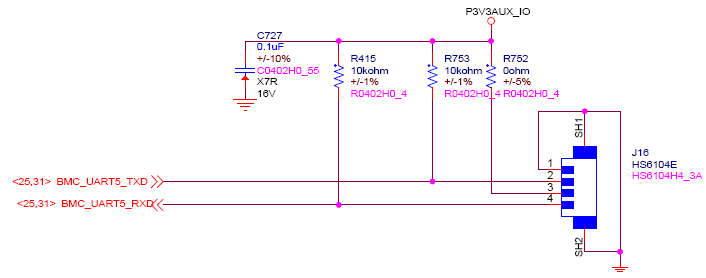 P3V3AUX_IO
C727
0.1uF
+/-10%
C0402H0_55
X7R
16V
R415
10kohm
+/-1%
R0402H0_4
R753
10kohm
+/-1%
R0402H0_4
R752
0ohm
+/-5%
R0402H0_4
SH1
J16
HS6104E
HS6104H4_3A
1
2
3
4
<25,31> BMC_UART5_TXD
<25,31> BMC_UART5_RXD
SH2